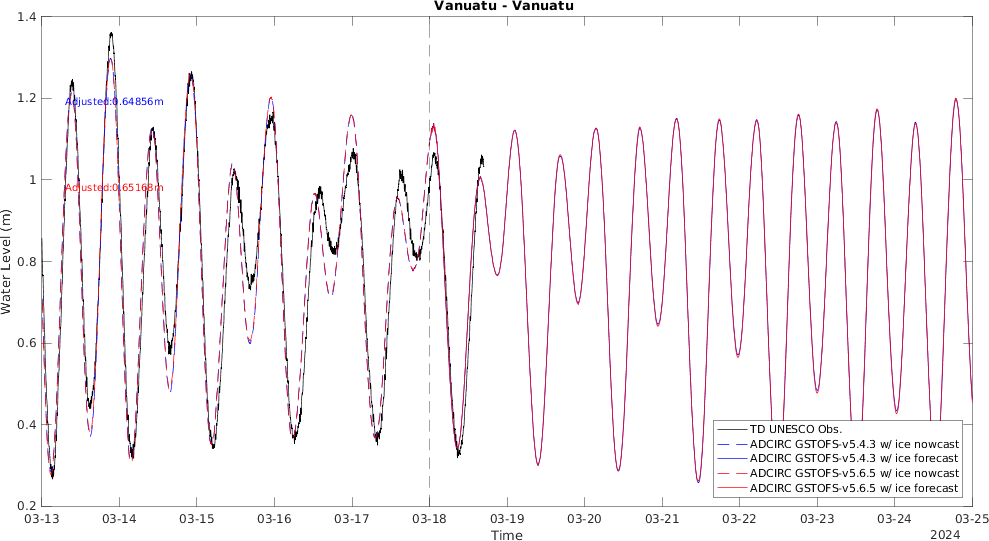 Vanuatu - Vanuatu
1.4
1.2
1
0.8
0.6
0.4
0.2
Water Level (m)
Adjusted:0.64856m
Adjusted:0.65168m
TD UNESCO Obs.
ADCIRC GSTOFS-v5.4.3 w/ ice nowcast
ADCIRC GSTOFS-v5.4.3 w/ ice forecast
ADCIRC GSTOFS-v5.6.5 w/ ice nowcast
ADCIRC GSTOFS-v5.6.5 w/ ice forecast
03-13 03-14 03-15 03-16 03-17 03-18 03-19 03-20 03-21 03-22 03-23 03-24 03-25
Time
2024